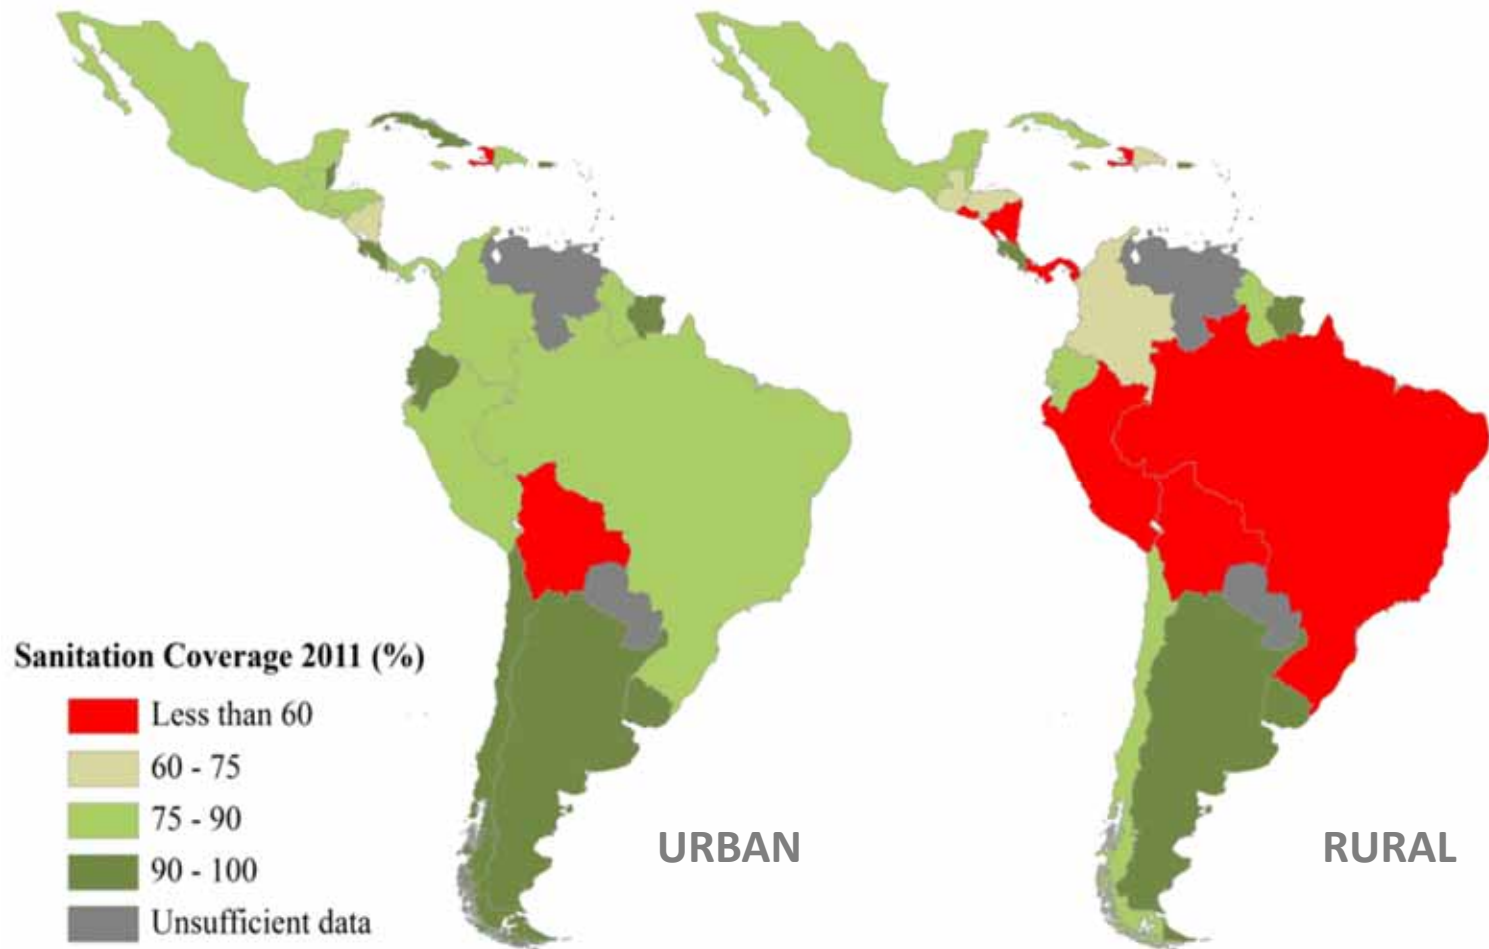 Sanitation Coverage 2011 (%)
Less than 60
60 - 75
75 - 90
90 - 100
Unsufficient data
URBAN
RURAL